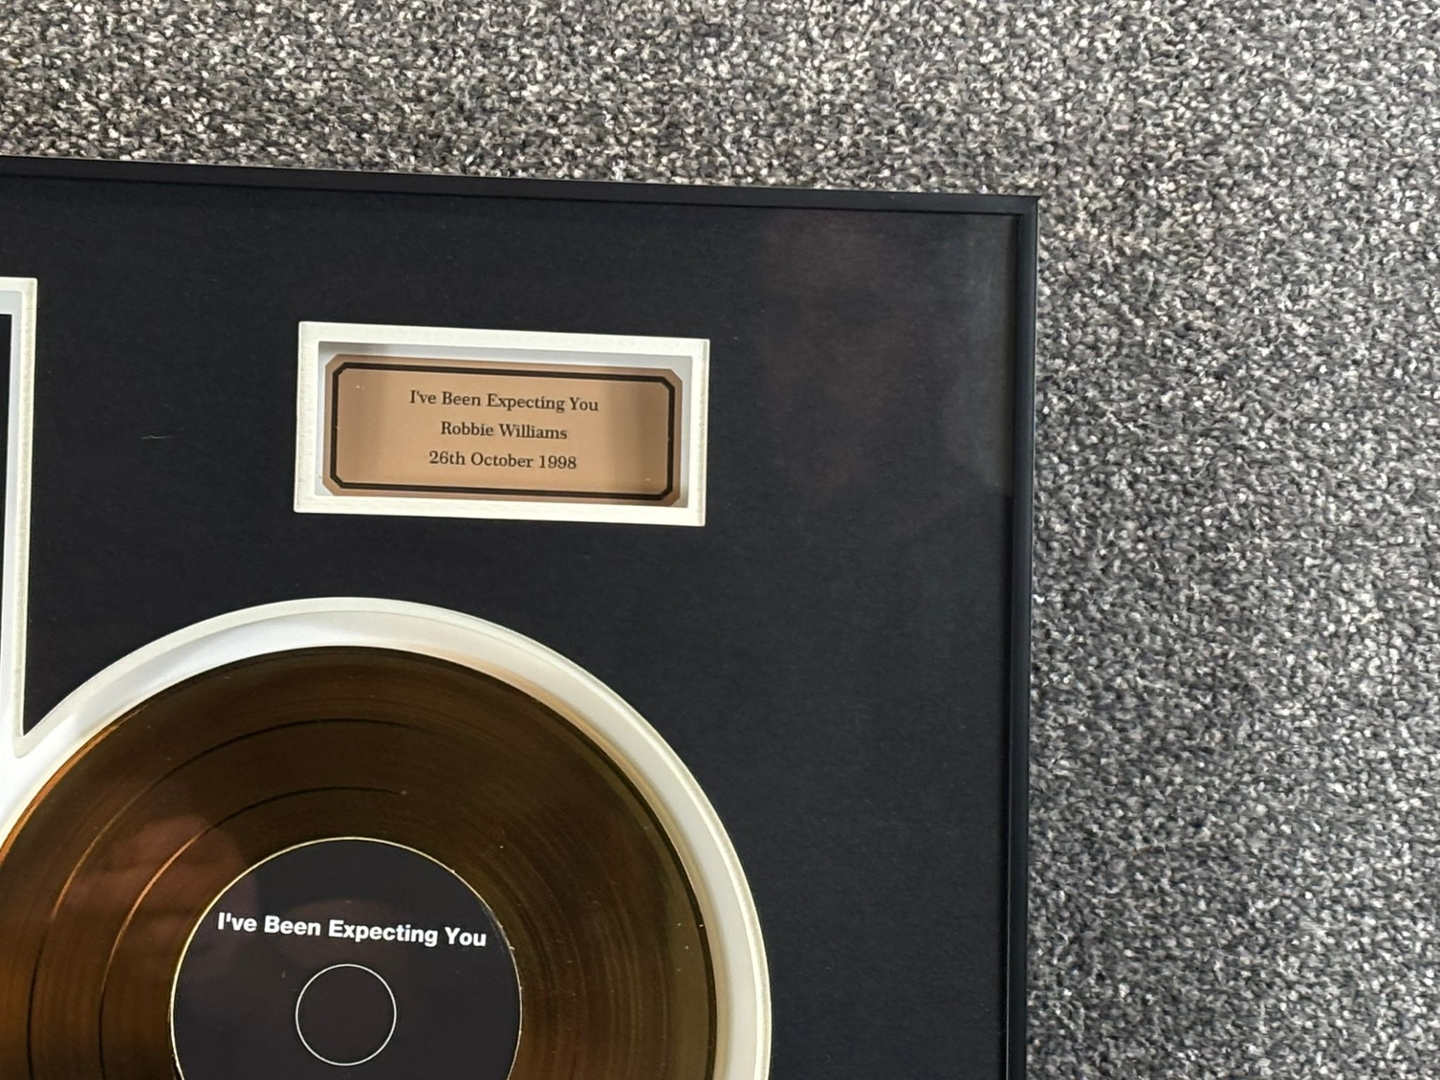 I've Been Expecting You
Robbie Williams
26th October 1998
I've Been Expecting You